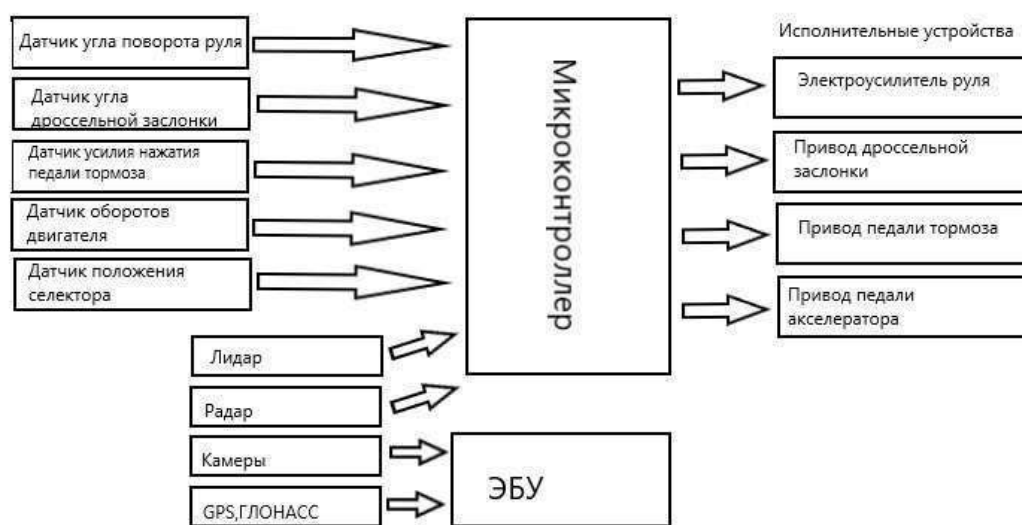 Датчик угла поворота руля
Датчик угла
дроссельной заслонки
Датчик усилия нажатия
педали тормоза
Датчик оборотов
двигателя
Датчик положения
селектора
Лидар
Радар
Камеры
GPS,ГЛОНАСС
Микроконтроллер
ЭБУ
Исполнительные устройства
Электроусилитель руля
Привод дроссельной
заслонки
Привод педали тормоза
Привод педали
акселератора